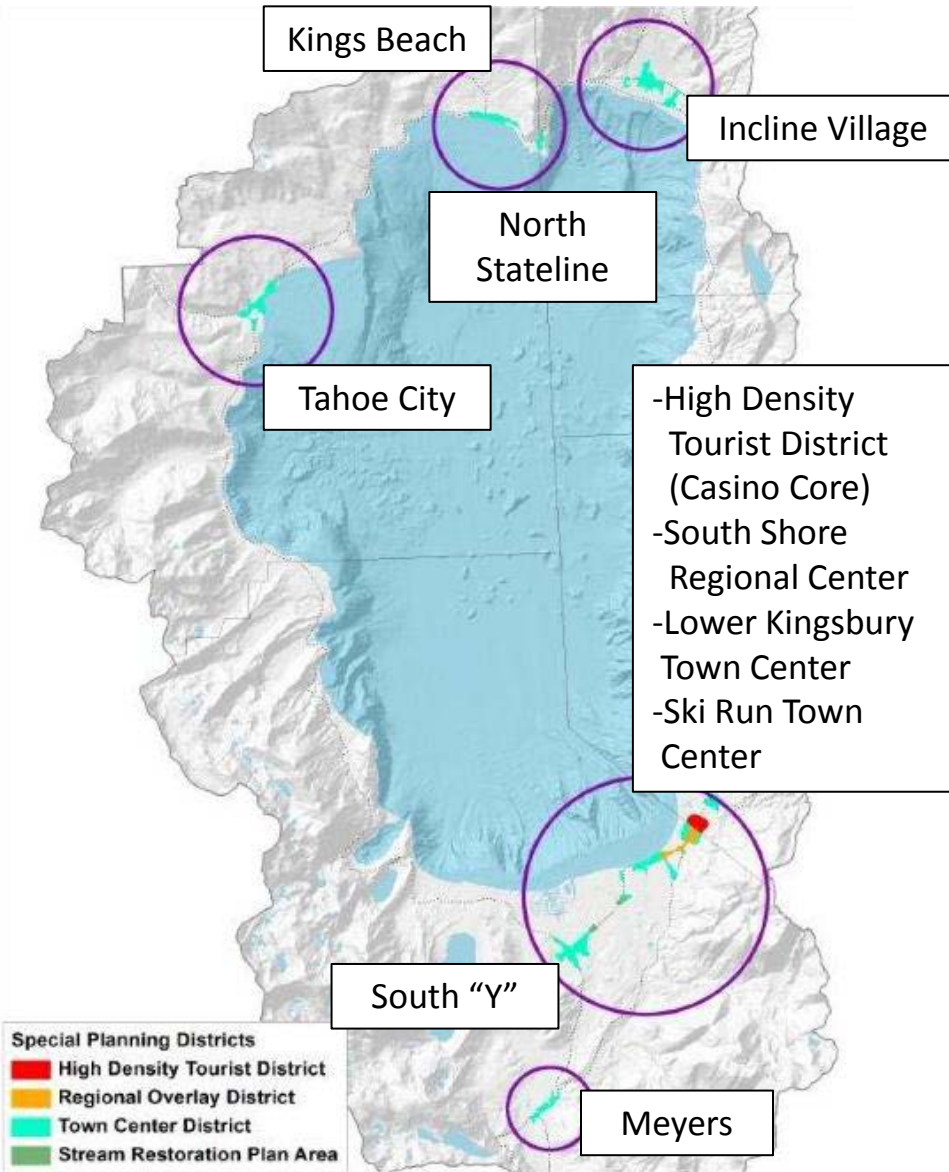 Kings Beach
Incline Village
North
Stateline
Tahoe City
-High Density
Tourist District
(Casino Core)
-South Shore
Regional Center
-Lower Kingsbury
Town Center
-Ski Run Town
Center
South “Y”
Meyers
Special Planning Districts
High Density Tourist District
Regional Overlay District
Town Center District
Stream Restoration Plan Area